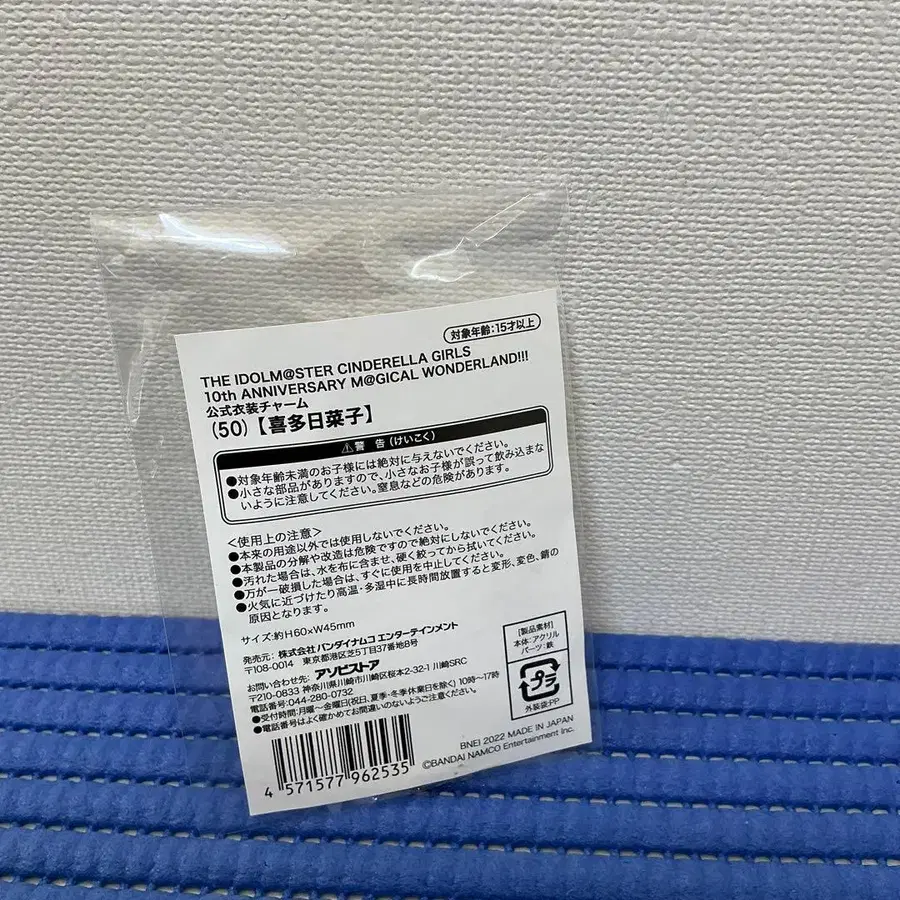 対象年齢:15才以上
THE IDOLM@STER CINDERELLA GIRLS
10th ANNIVERSARY M@GICAL WONDERLAND!!!
公式衣装チャーム
(50)【喜多日菜子】
⚠警 告(けいこく)
●対象年齢未満のお子様には絶対に与えないでください。
●小さな部品がありますので、小さなお子様が誤って飲み込まな
いように注意してください。窒息などの危険があります。
<使用上の注意>
●本来の用途以外では使用しないでください。
●本製品の分解や改造は危険ですので絶対にしないでください。
●汚れた場合は、水を布に含ませ、硬く絞ってから拭いてください。
●万が一破損した場合は、すぐに使用を中止してください。
●火気に近づけたり高温・多湿中に長時間放置すると変形、変色、錆の
原因となります。
サイズ:約H60×W45mm
発売元:株式会社バンダイナムコ エンターテインメント
〒108-0014 東京都港区芝5丁目37番地8号
お問い合わせ先:アソビストア
〒210-0833 神奈川県川崎市川崎区桜本2-32-1 川崎SRC
電話番号:044-280-0732
●受付時間:月曜〜金曜日(祝日、夏季・冬季休業日を除く) 10時〜17時
●電話番号はよく確かめてお間違いのないようご注意ください。
[製品素材]
本体:アクリル
パーツ:鉄
プラ
外装袋:PP
BNEI 2022 MADE IN JAPAN
©BANDAI NAMCO Entertainment Inc.
4 571577 962535